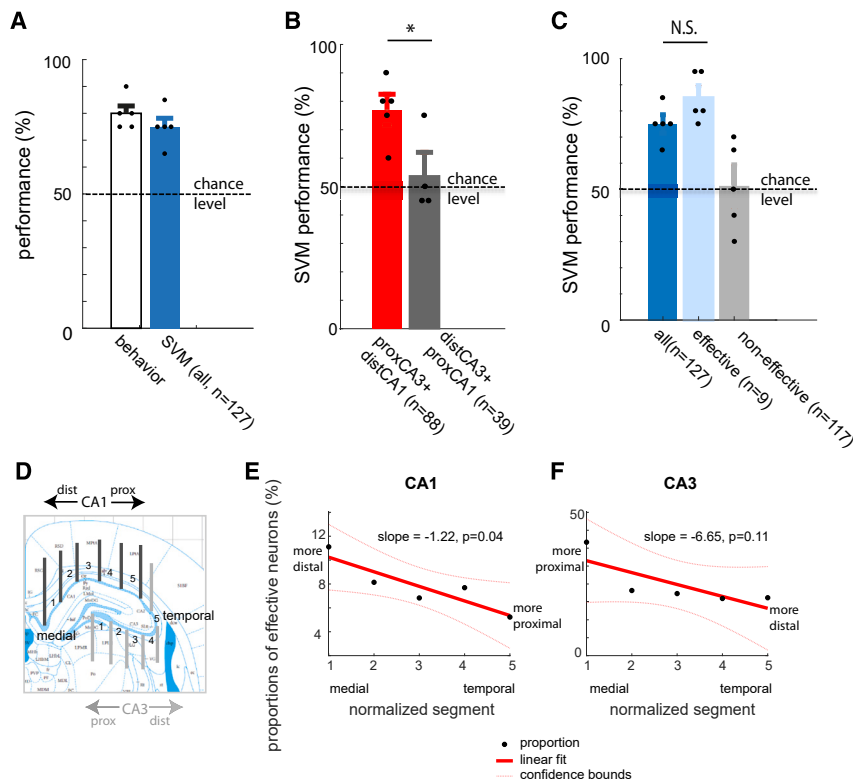 A
B
C
performance (%)
100
50
0
chance
level
behavior
SVM (all, n=127)
SVM performance (%)
100
50
0
*
chance
level
proxCA3+
distCA1 (n=88)
distCA3+
proxCA1 (n=39)
SVM performance (%)
100
50
0
N.S.
chance
level
all(n=127)
effective (n=9)
non-effective (n=117)
D
dist prox
CA1
1
2
3
4
5
medial
temporal
1
2
3
4
5
CA3
prox dist
E
CA1
proportions of effective neurons (%)
12
8
4
more
distal
slope = -1.22, p=0.04
more
proximal
1 2 3 4 5
medial temporal
normalized segment
F
CA3
50
0
more
proximal
slope = -6.65, p=0.11
more
distal
1 2 3 4 5
medial temporal
normalized segment
proportion
linear fit
confidence bounds